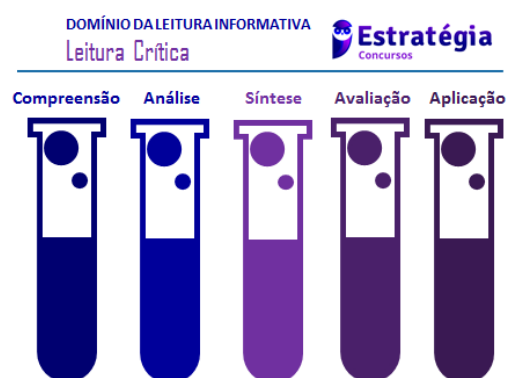 DOMÍNIO DA LEITURA INFORMATIVA
Leitura Crítica
Estratégia
Concursos
Compreensão Análise Síntese Avaliação Aplicação